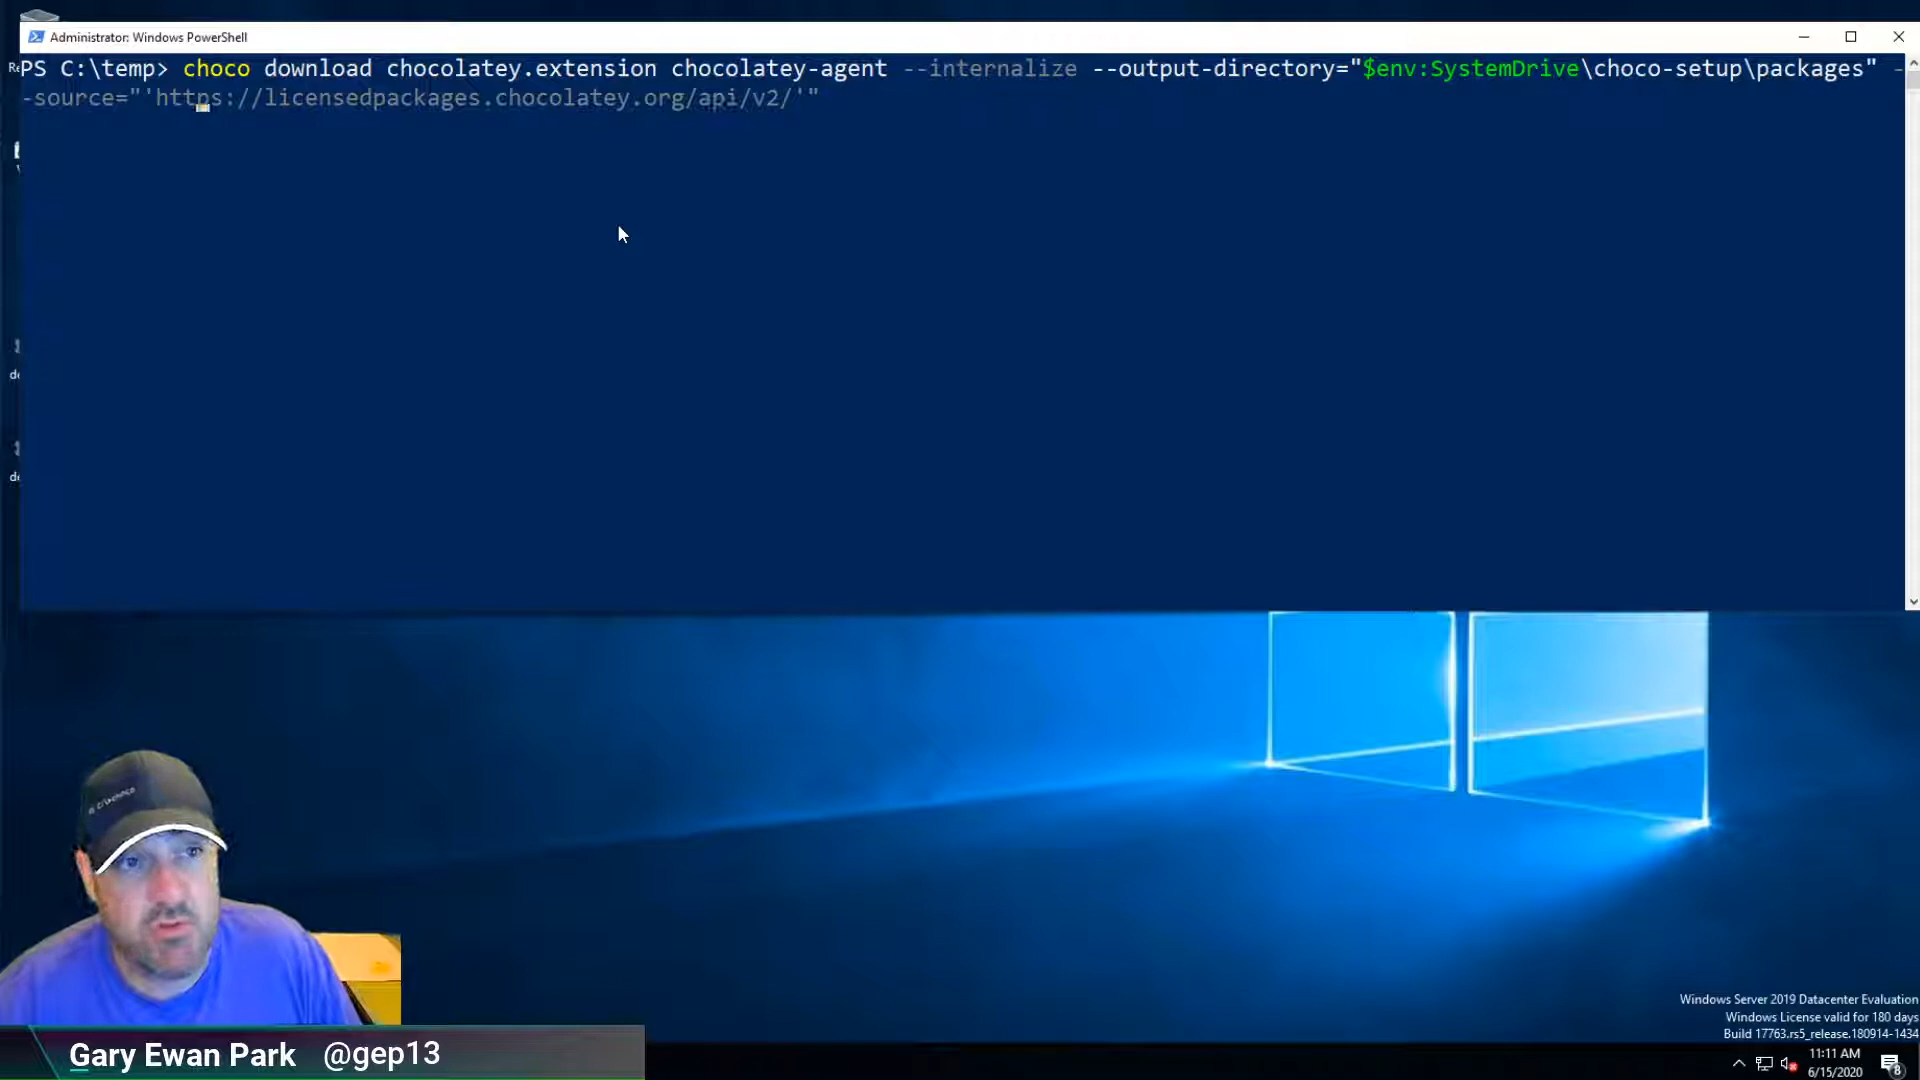 Administrator: Windows PowerShell
PS C:\temp> choco download chocolatey.extension chocolatey-agent --internalize --output-directory="$env:SystemDrive\choco-setup\packages" -
-source="'https://licensedpackages.chocolatey.org/api/v2/'"
Windows Server 2019 Datacenter Evaluation
Windows License valid for 180 days
Build 17763.rs5_release.180914-1434
Gary Ewan Park @gep13
11:11 AM
6/15/2020
8